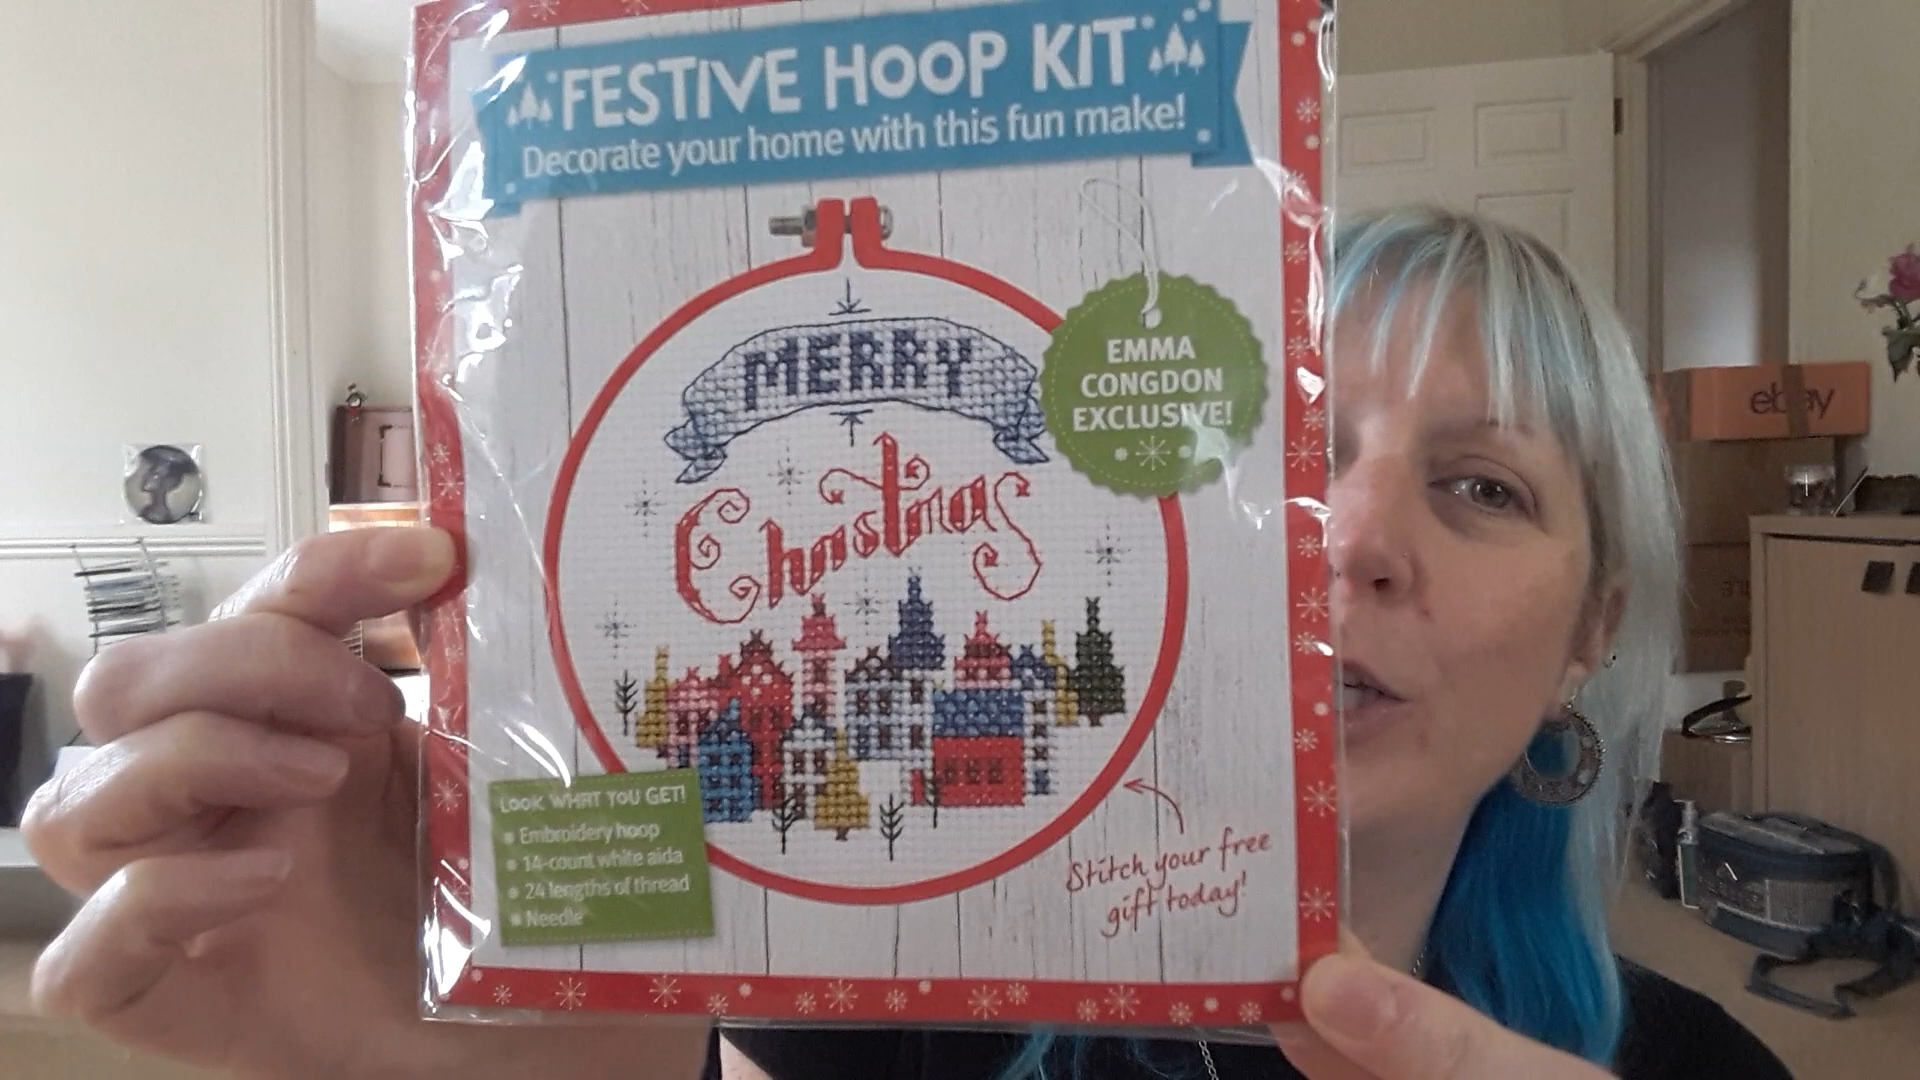 FESTIVE HOOP KIT
Decorate your home with this fun make!
MERRY
Christmas
EMMA
CONGDON
EXCLUSIVE!
LOOK WHAT YOU GET!
Embroidery hoop
14-count white aida
24 lengths of thread
Needle
Stitch your free
gift today!
ebay